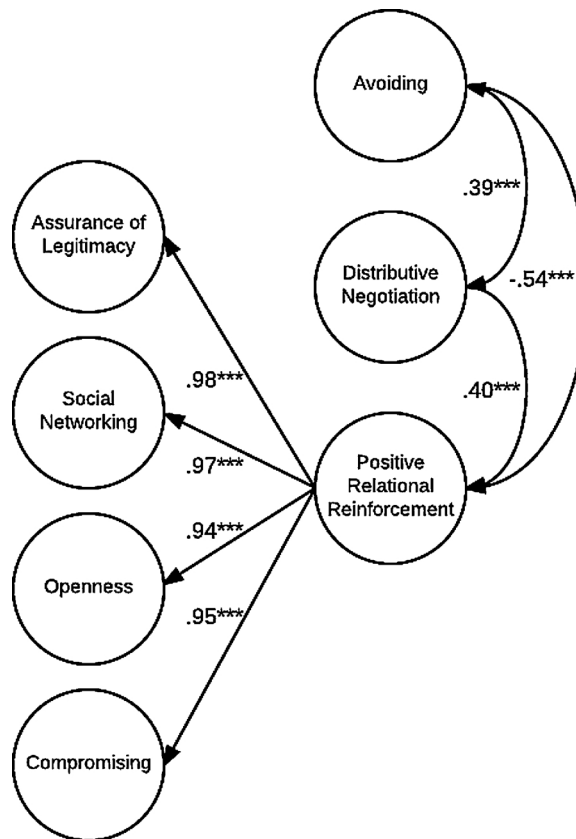 Avoiding
.39***
Assurance of
Legitimacy
Distributive
Negotiation
-.54***
.98***
.40***
Social
Networking
.97***
Positive
Relational
Reinforcement
.94***
Openness
.95***
Compromising